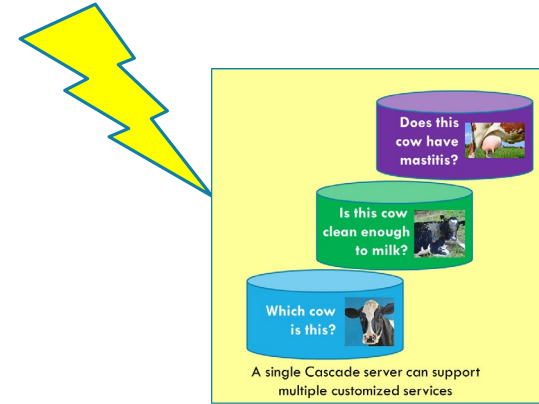 Does this
cow have
mastitis?
Is this cow
clean enough
to milk?
Which cow
is this?
A single Cascade server can support
multiple customized services